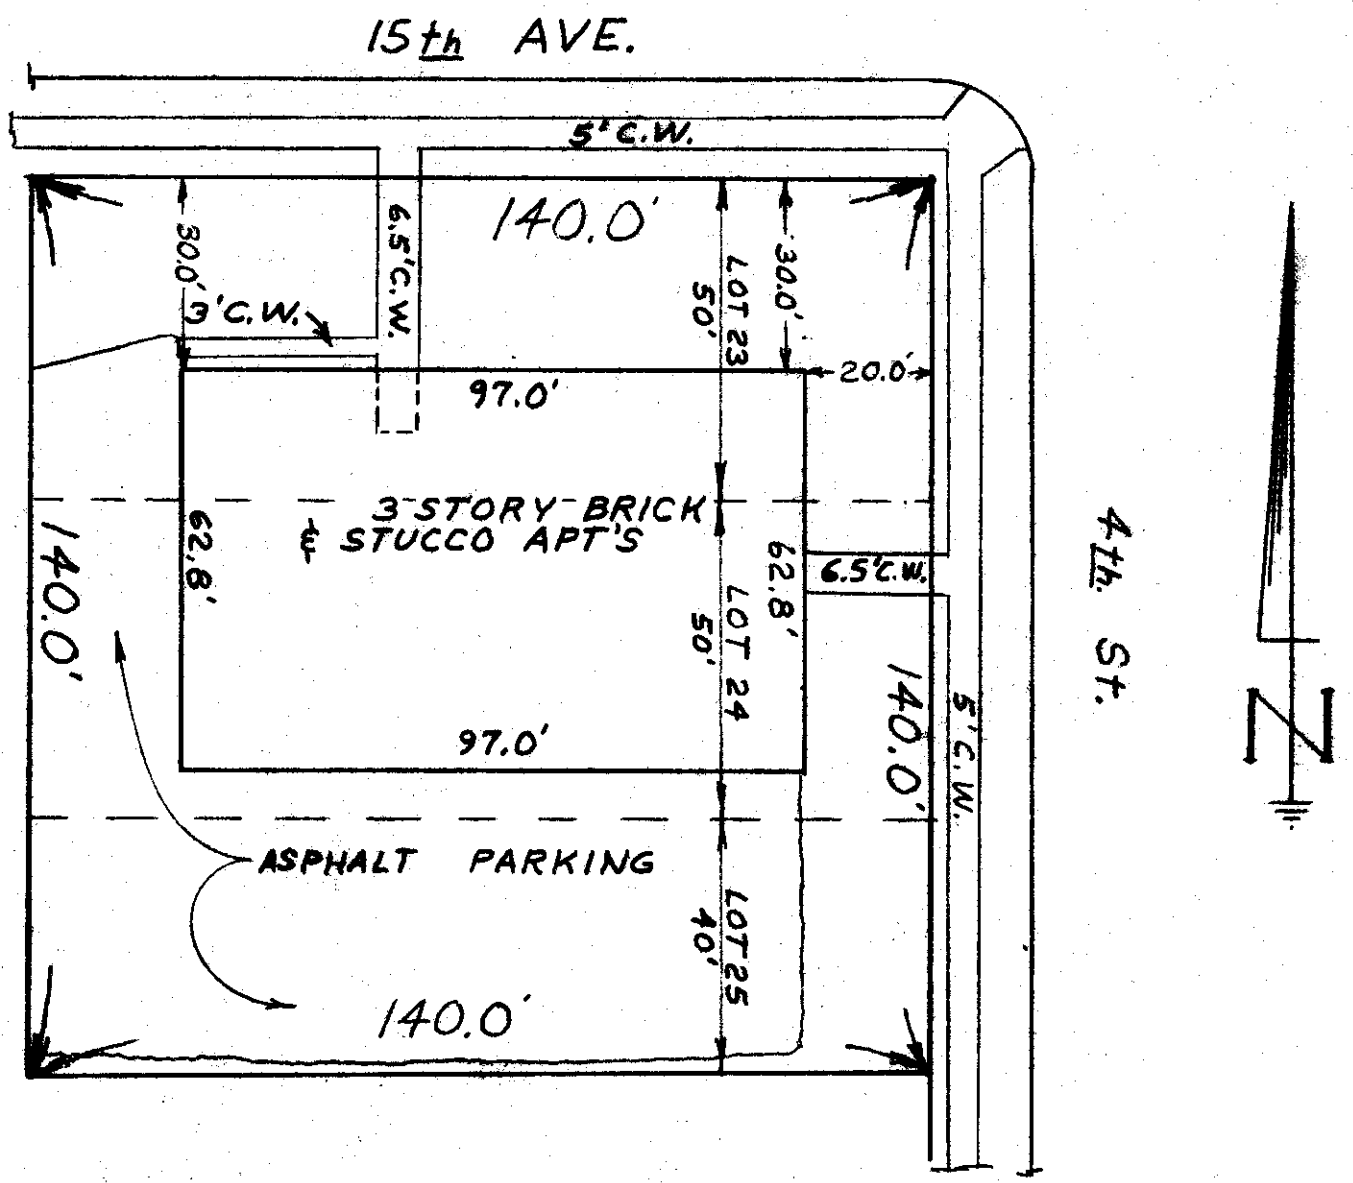 15th AVE.
5' C.W.
140.0'
30.0'
6.5' C.W.
LOT 23
50'
30.0'
3' C.W.
20.0'
97.0'
3 STORY BRICK
& STUCCO APT'S
62.8'
62.8'
6.5' C.W.
4th. St.
140.0'
LOT 24
50'
140.0'
5' C.W.
N
97.0'
ASPHALT PARKING
LOT 25
40'
140.0'